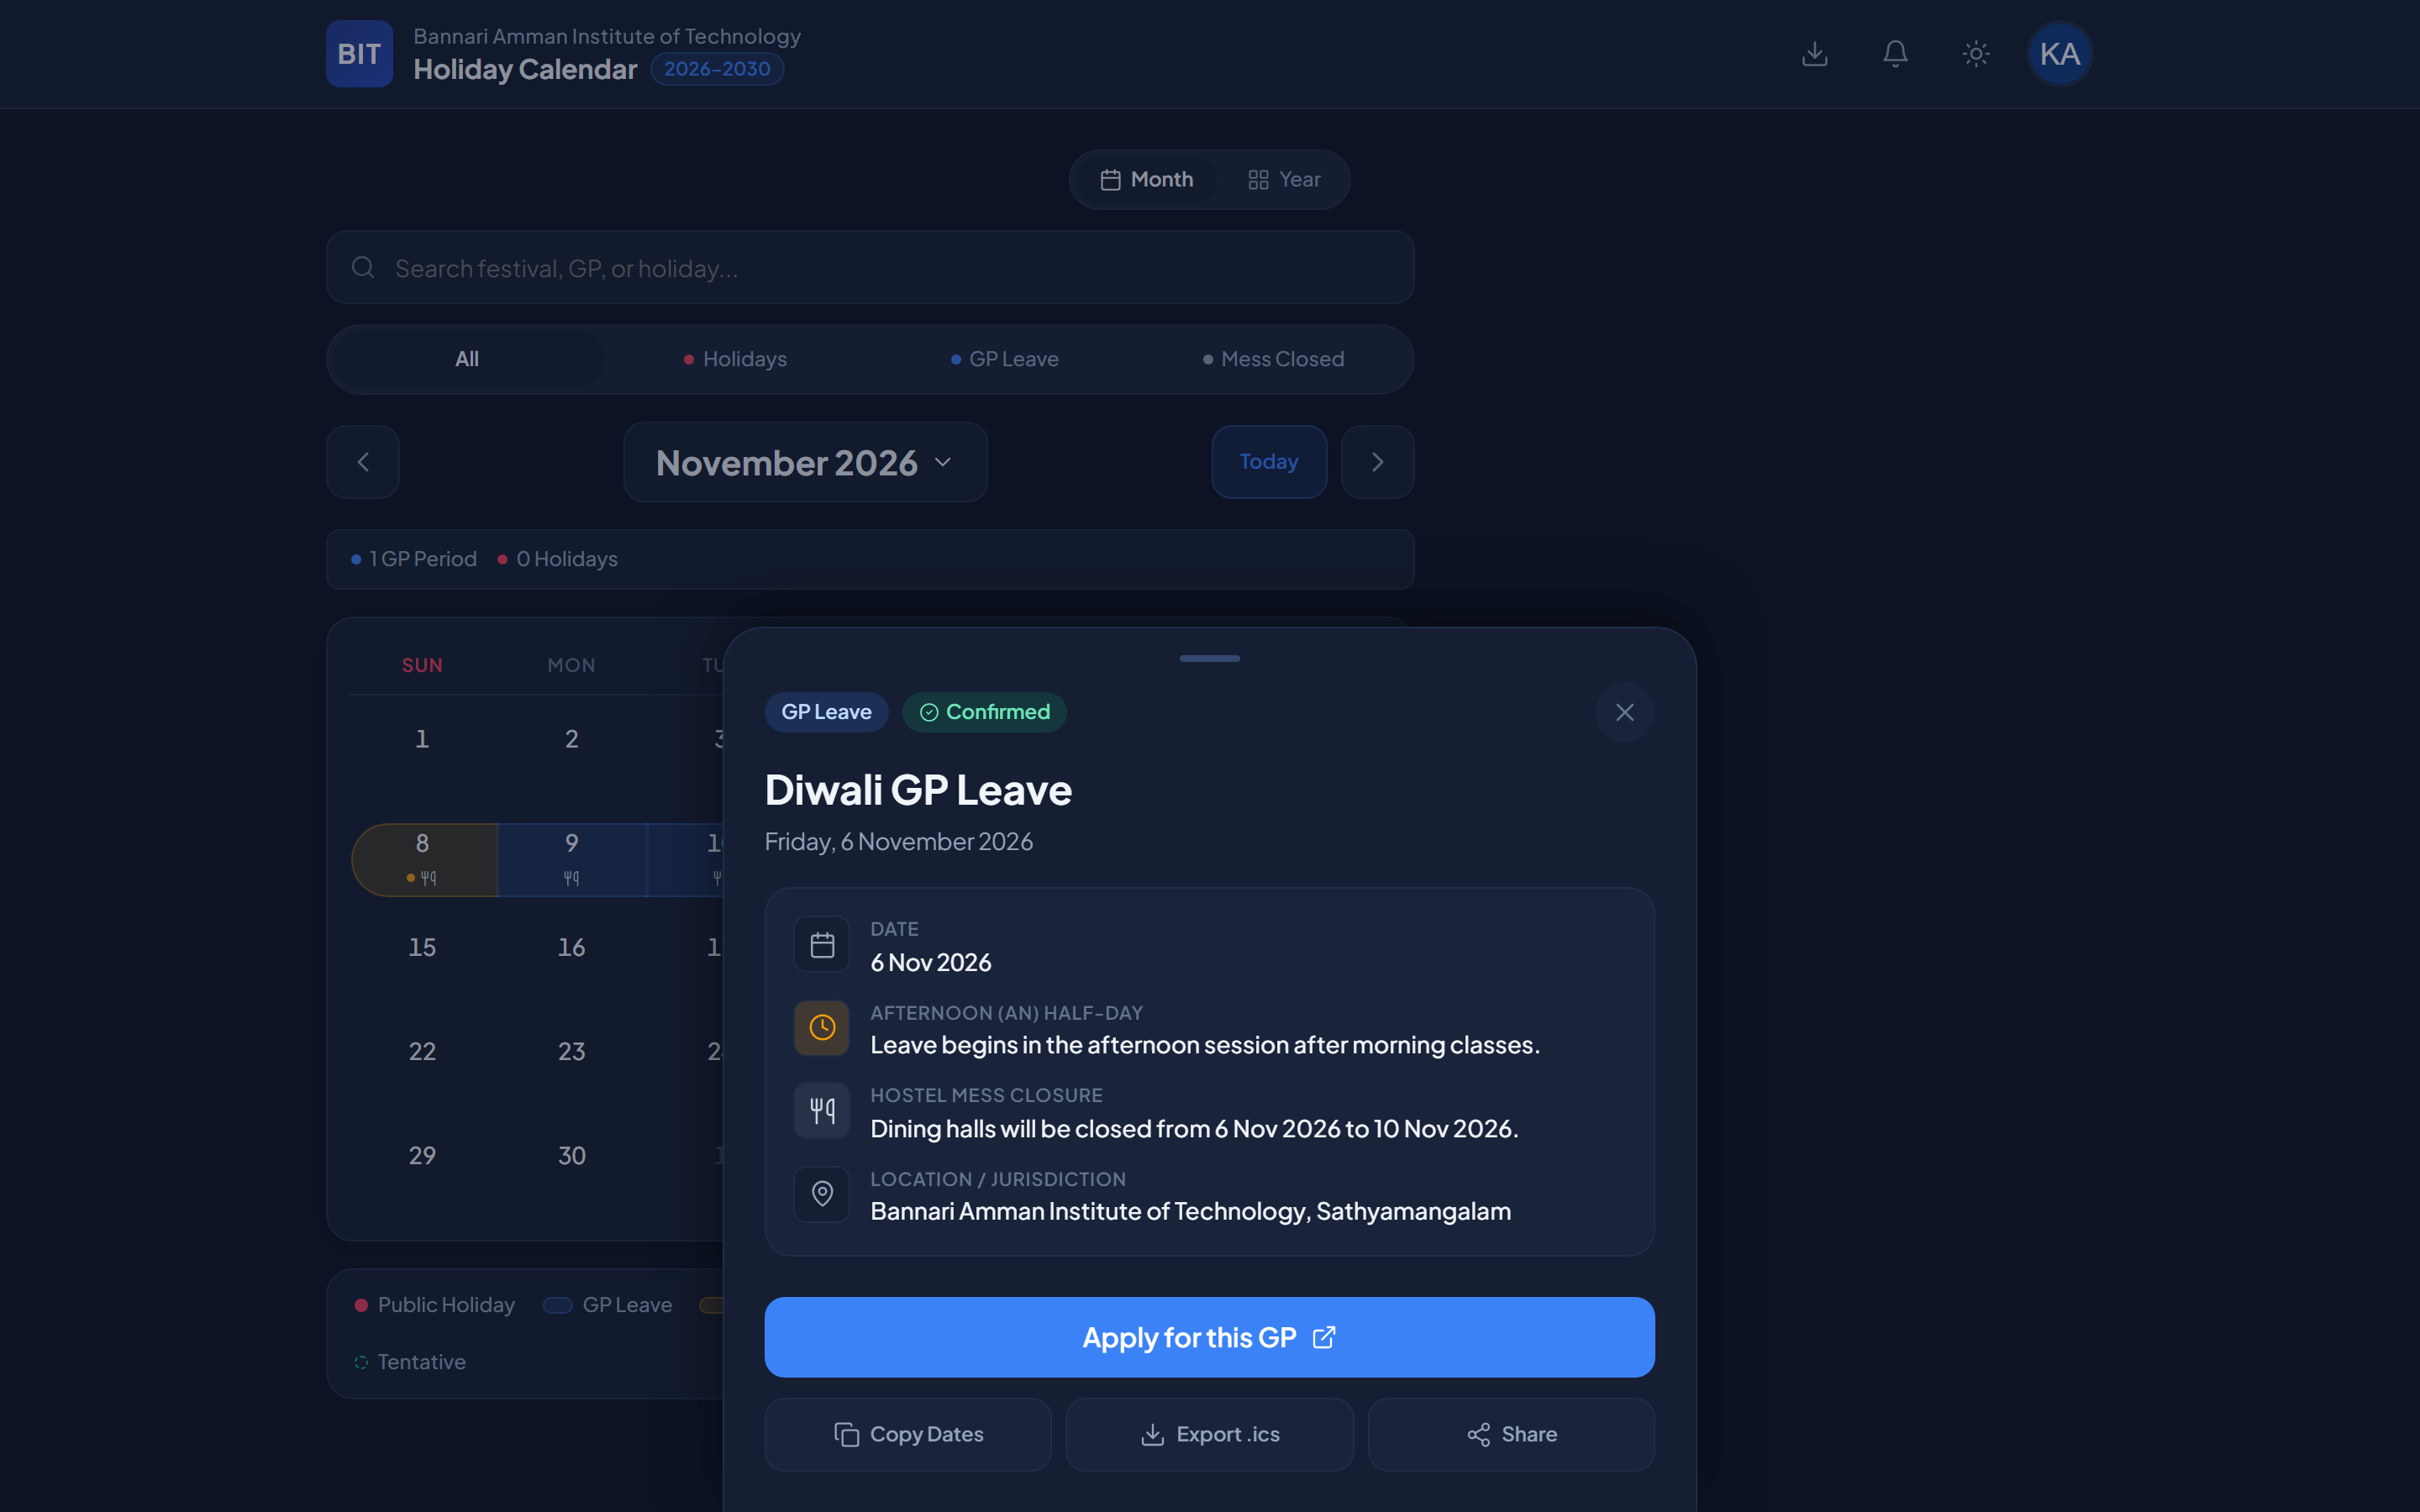 BIT
Bannari Amman Institute of Technology
Holiday Calendar 2026–2030
KA
Month Year
Search festival, GP, or holiday...
All Holidays GP Leave Mess Closed
November 2026 Today
1 GP Period 0 Holidays
SUN MON
1 2
8 9
15 16
22 23
29 30
Public Holiday GP Leave
Tentative
GP Leave Confirmed
Diwali GP Leave
Friday, 6 November 2026
DATE
6 Nov 2026
AFTERNOON (AN) HALF-DAY
Leave begins in the afternoon session after morning classes.
HOSTEL MESS CLOSURE
Dining halls will be closed from 6 Nov 2026 to 10 Nov 2026.
LOCATION / JURISDICTION
Bannari Amman Institute of Technology, Sathyamangalam
Apply for this GP
Copy Dates Export .ics Share